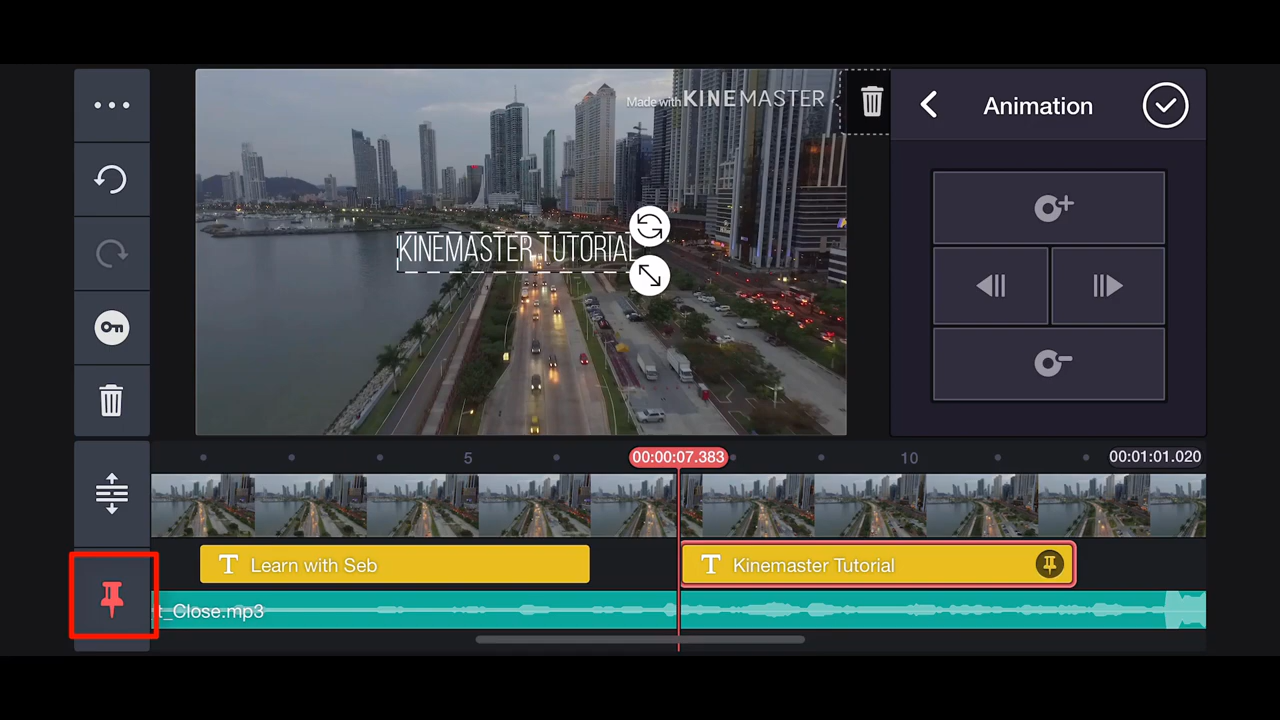 Made with KINEMASTER
Animation
KINEMASTER TUTORIAL
5
00:00:07.383
10
00:01:01.020
T Learn with Seb
T Kinemaster Tutorial
t_Close.mp3